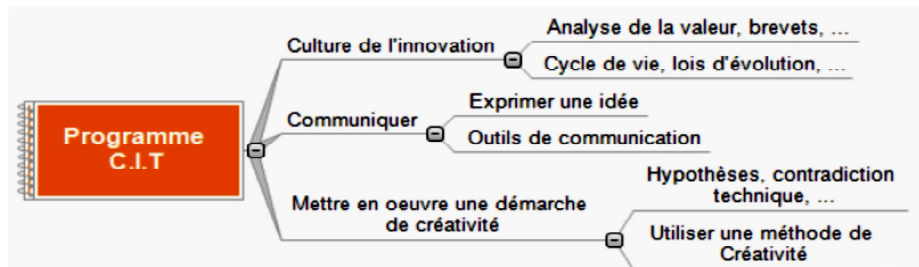 Programme
C.I.T
Culture de l'innovation
Analyse de la valeur, brevets, ...
Cycle de vie, lois d'évolution, ...
Communiquer
Exprimer une idée
Outils de communication
Mettre en oeuvre une démarche
de créativité
Hypothèses, contradiction
technique, ...
Utiliser une méthode de
Créativité